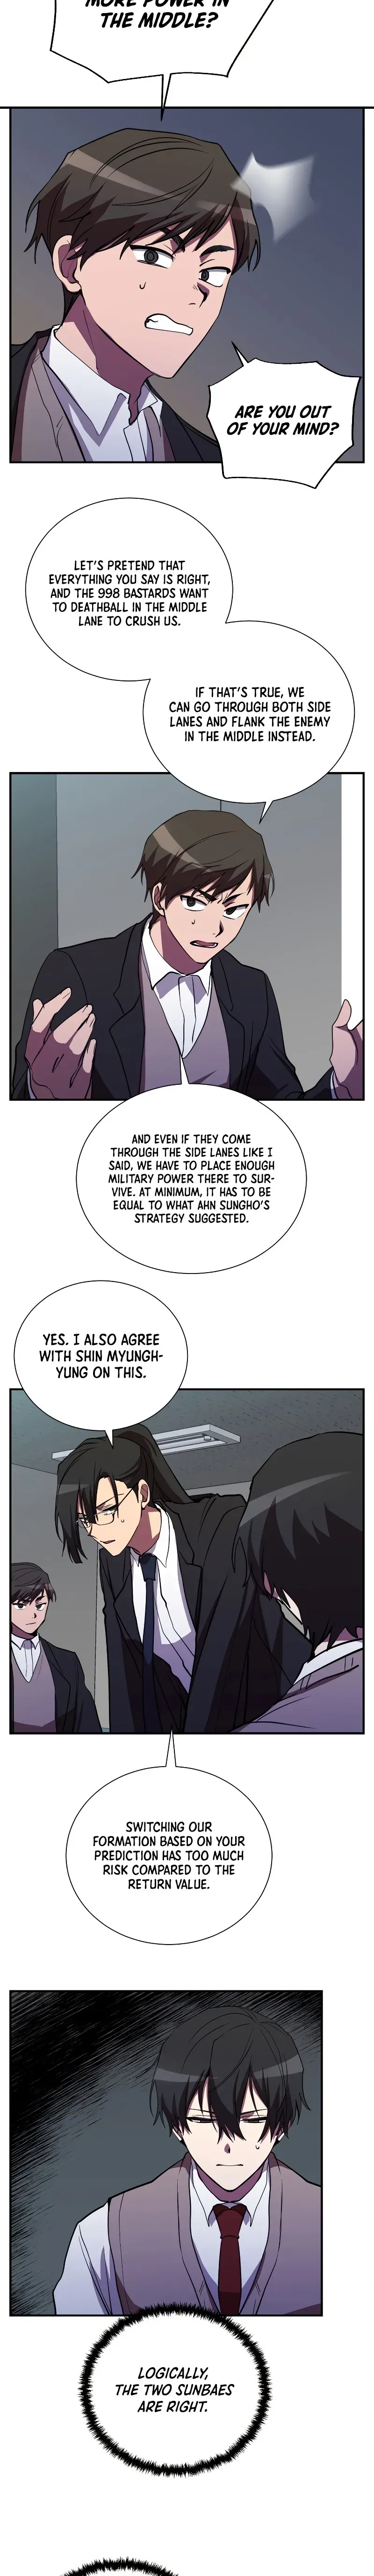 MORE POWER IN
THE MIDDLE?
ARE YOU OUT
OF YOUR MIND?
LET'S PRETEND THAT
EVERYTHING YOU SAY IS RIGHT,
AND THE 998 BASTARDS WANT
TO DEATHBALL IN THE MIDDLE
LANE TO CRUSH US.
IF THAT'S TRUE, WE
CAN GO THROUGH BOTH SIDE
LANES AND FLANK THE ENEMY
IN THE MIDDLE INSTEAD.
AND EVEN IF THEY COME
THROUGH THE SIDE LANES LIKE I
SAID, WE HAVE TO PLACE ENOUGH
MILITARY POWER THERE TO SUR-
VIVE. AT MINIMUM, IT HAS TO BE
EQUAL TO WHAT AHN SUNGHO'S
STRATEGY SUGGESTED.
YES. I ALSO AGREE
WITH SHIN MYUNGH-
YUNG ON THIS.
SWITCHING OUR
FORMATION BASED ON YOUR
PREDICTION HAS TOO MUCH
RISK COMPARED TO THE
RETURN VALUE.
LOGICALLY,
THE TWO SUNBAES
ARE RIGHT.